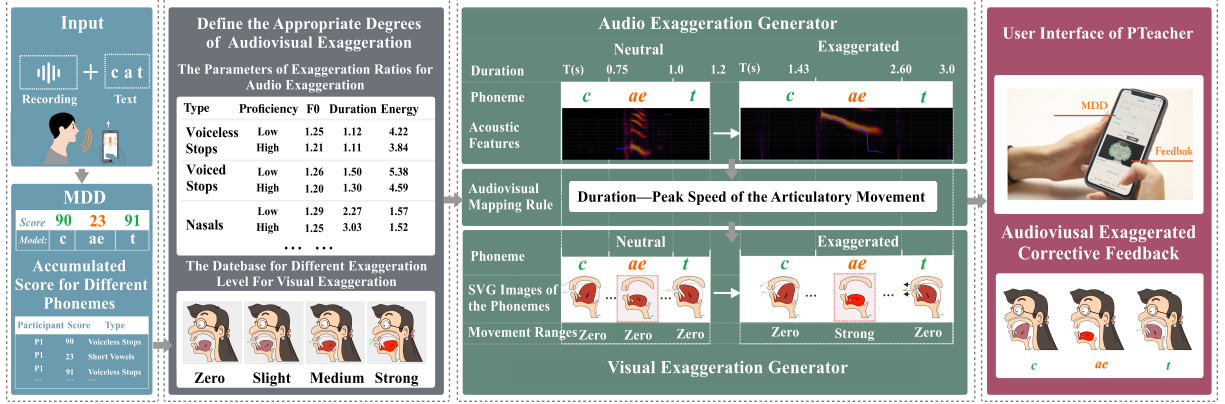 Input
+
c a t
Recording
Text
MDD
Score 90 23 91
Model: c ae t
Accumulated
Score for Different
Phonemes
Participant Score Type
P1 90 Voiceless Stops
P1 23 Short Vowels
P1 91 Voiceless Stops
... ... ...
Define the Appropriate Degrees
of Audiovisual Exaggeration
The Parameters of Exaggeration Ratios for
Audio Exaggeration
Type Proficiency F0 Duration Energy
Voiceless Stops
Low 1.25 1.12 4.22
High 1.21 1.11 3.84
Voiced Stops
Low 1.26 1.50 5.38
High 1.20 1.30 4.59
Nasals
Low 1.29 2.27 1.57
High 1.25 3.03 1.52
... ...
The Datebase for Different Exaggeration
Level For Visual Exaggeration
Zero Slight Medium Strong
Audio Exaggeration Generator
Neutral Exaggerated
Duration T(s) 0.75 1.0 1.2 T(s) 1.43 2.60 3.0
Phoneme c ae t c ae t
Acoustic
Features
Audiovisual
Mapping Rule
Duration—Peak Speed of the Articulatory Movement
Neutral Exaggerated
Phoneme c ae t c ae t
SVG Images of
the Phonemes
... ... ... ...
Movement Ranges Zero Zero Zero Zero Strong Zero
Visual Exaggeration Generator
User Interface of PTeacher
MDD
Feedbak
Audioviusal Exaggerated
Corrective Feedback
c ae t